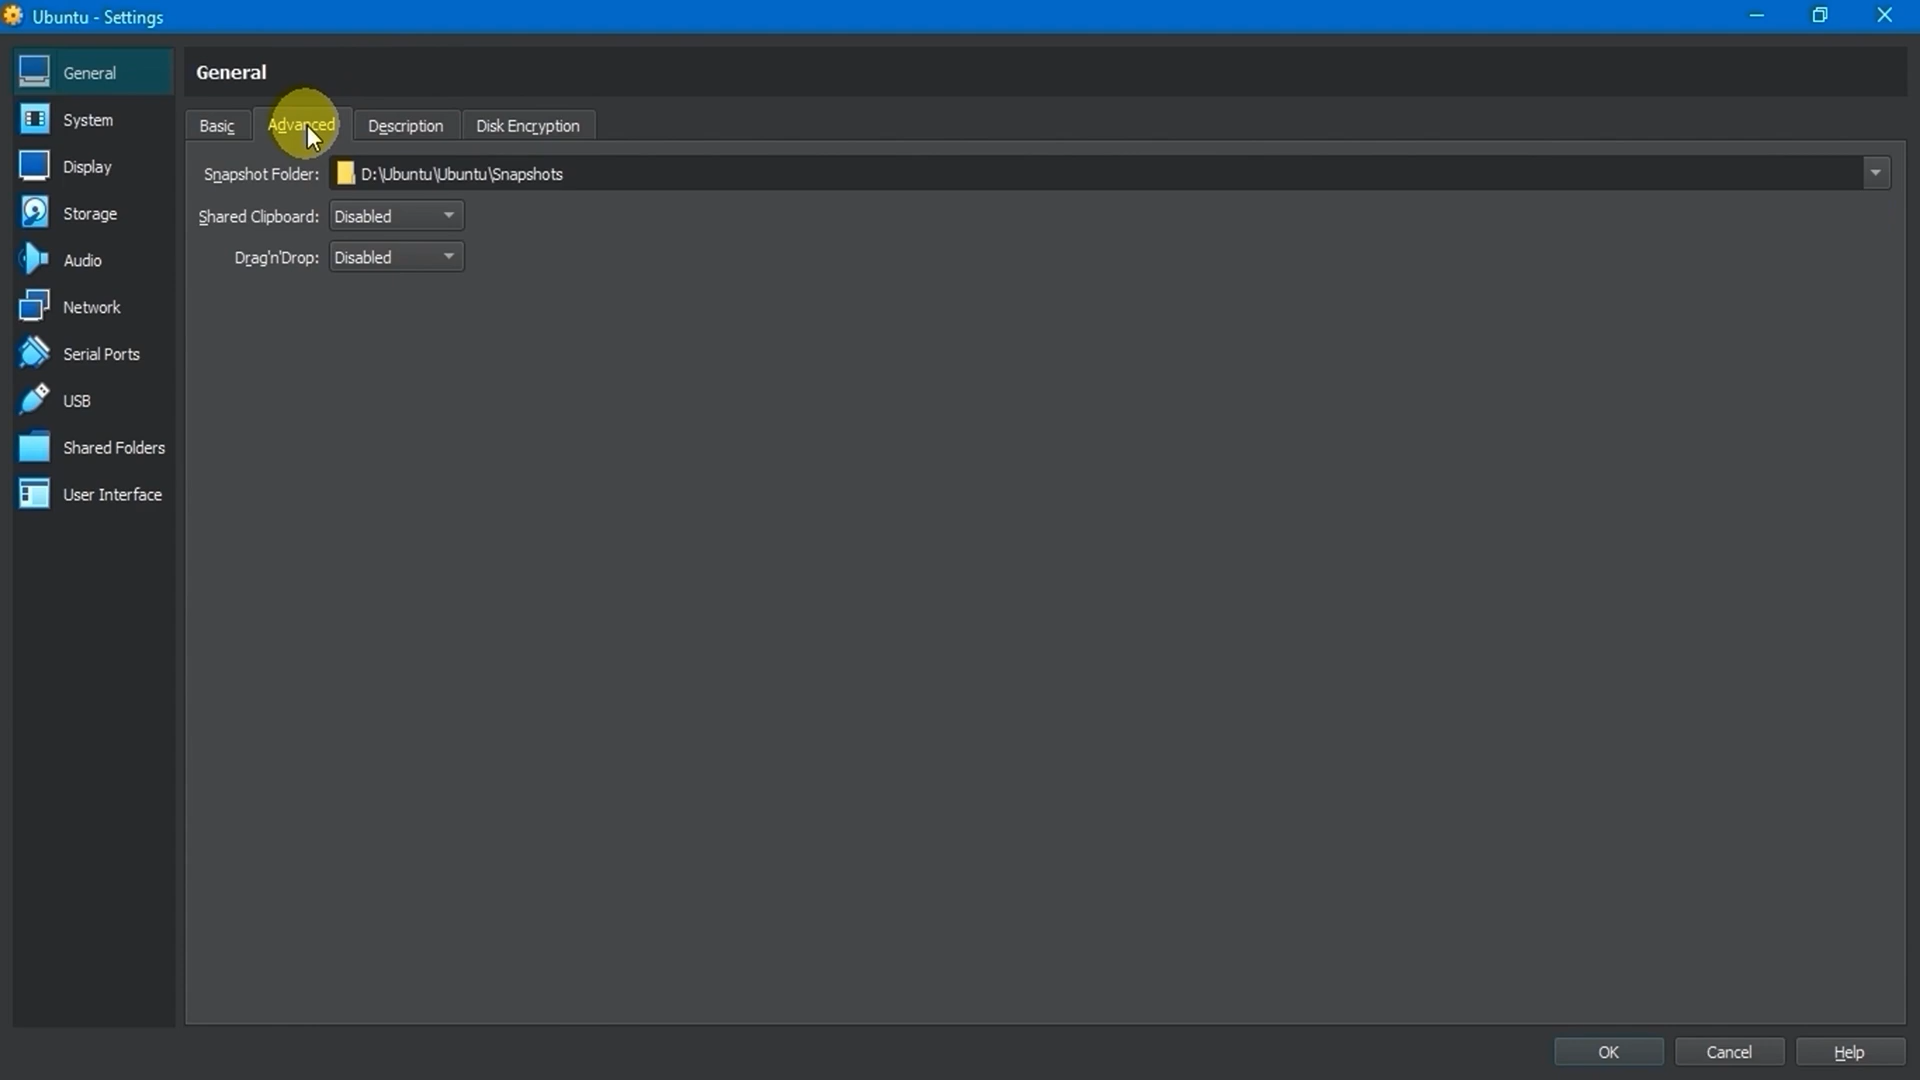 Ubuntu - Settings
General
System
Display
Storage
Audio
Network
Serial Ports
USB
Shared Folders
User Interface
General
Basic Advanced Description Disk Encryption
Snapshot Folder: D:\Ubuntu\Ubuntu\Snapshots
Shared Clipboard: Disabled
Drag'n'Drop: Disabled
OK Cancel Help